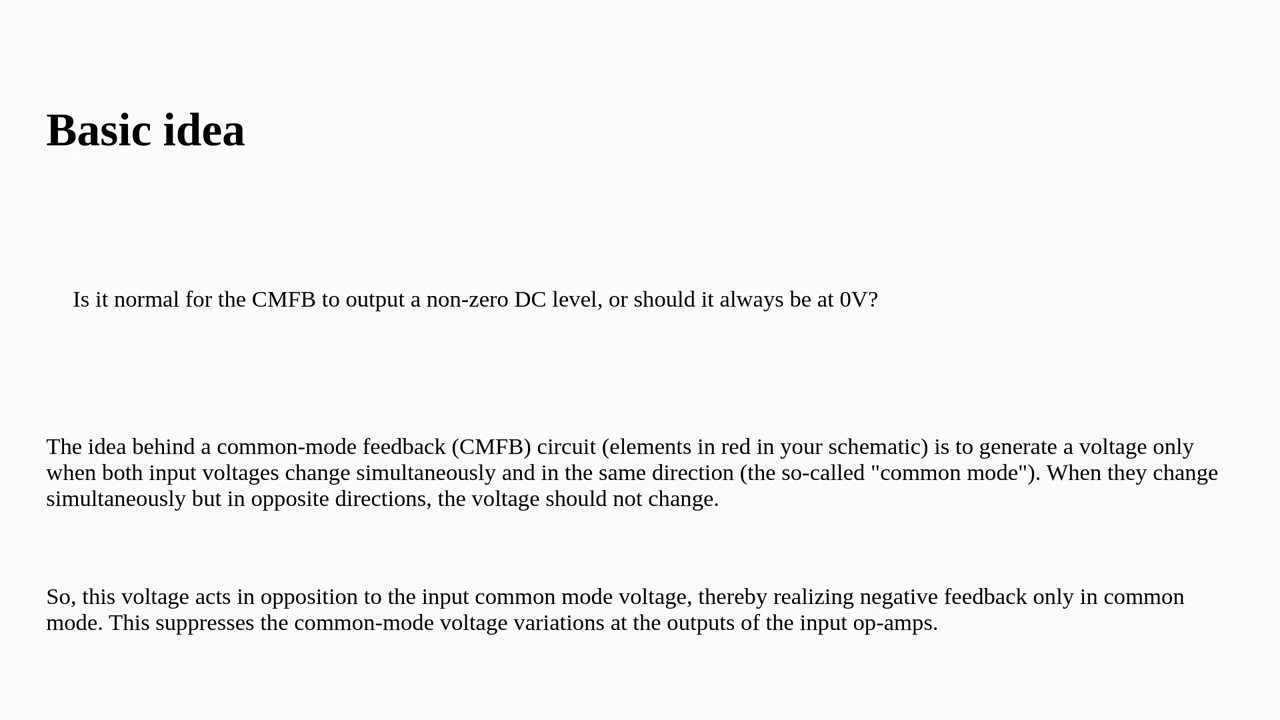 Basic idea
Is it normal for the CMFB to output a non-zero DC level, or should it always be at 0V?
The idea behind a common-mode feedback (CMFB) circuit (elements in red in your schematic) is to generate a voltage only
when both input voltages change simultaneously and in the same direction (the so-called "common mode"). When they change
simultaneously but in opposite directions, the voltage should not change.
So, this voltage acts in opposition to the input common mode voltage, thereby realizing negative feedback only in common
mode. This suppresses the common-mode voltage variations at the outputs of the input op-amps.